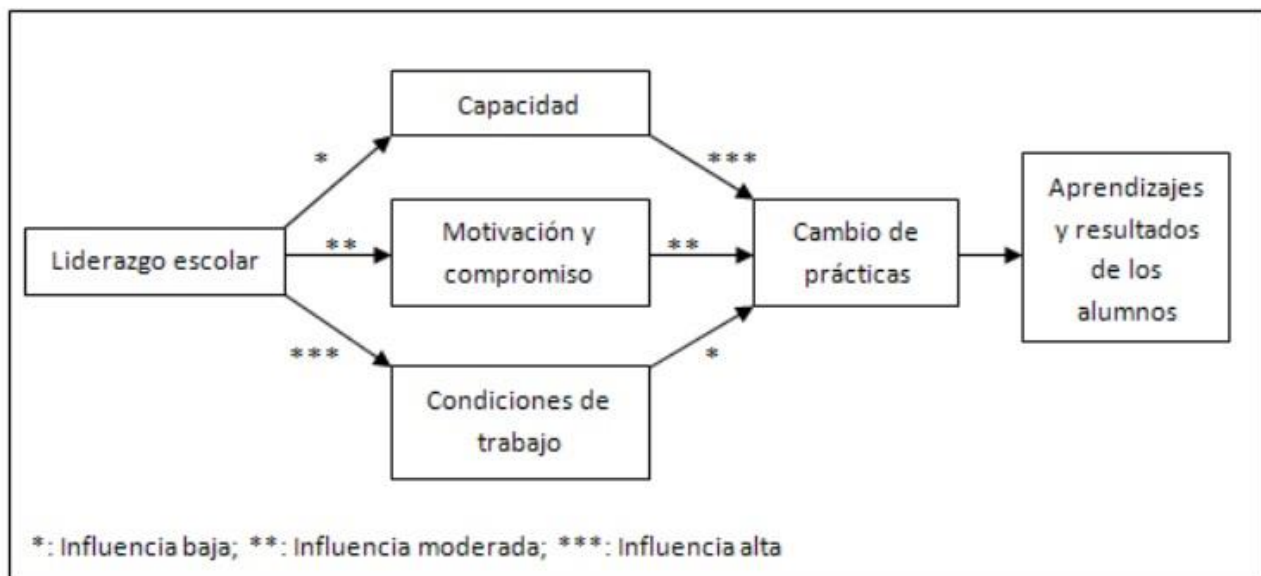 Capacidad
*
***
Aprendizajes
y resultados
de los
alumnos
Liderazgo escolar
**
Motivación y
compromiso
**
Cambio de
prácticas
***
*
Condiciones de
trabajo
*: Influencia baja; **: Influencia moderada; ***: Influencia alta